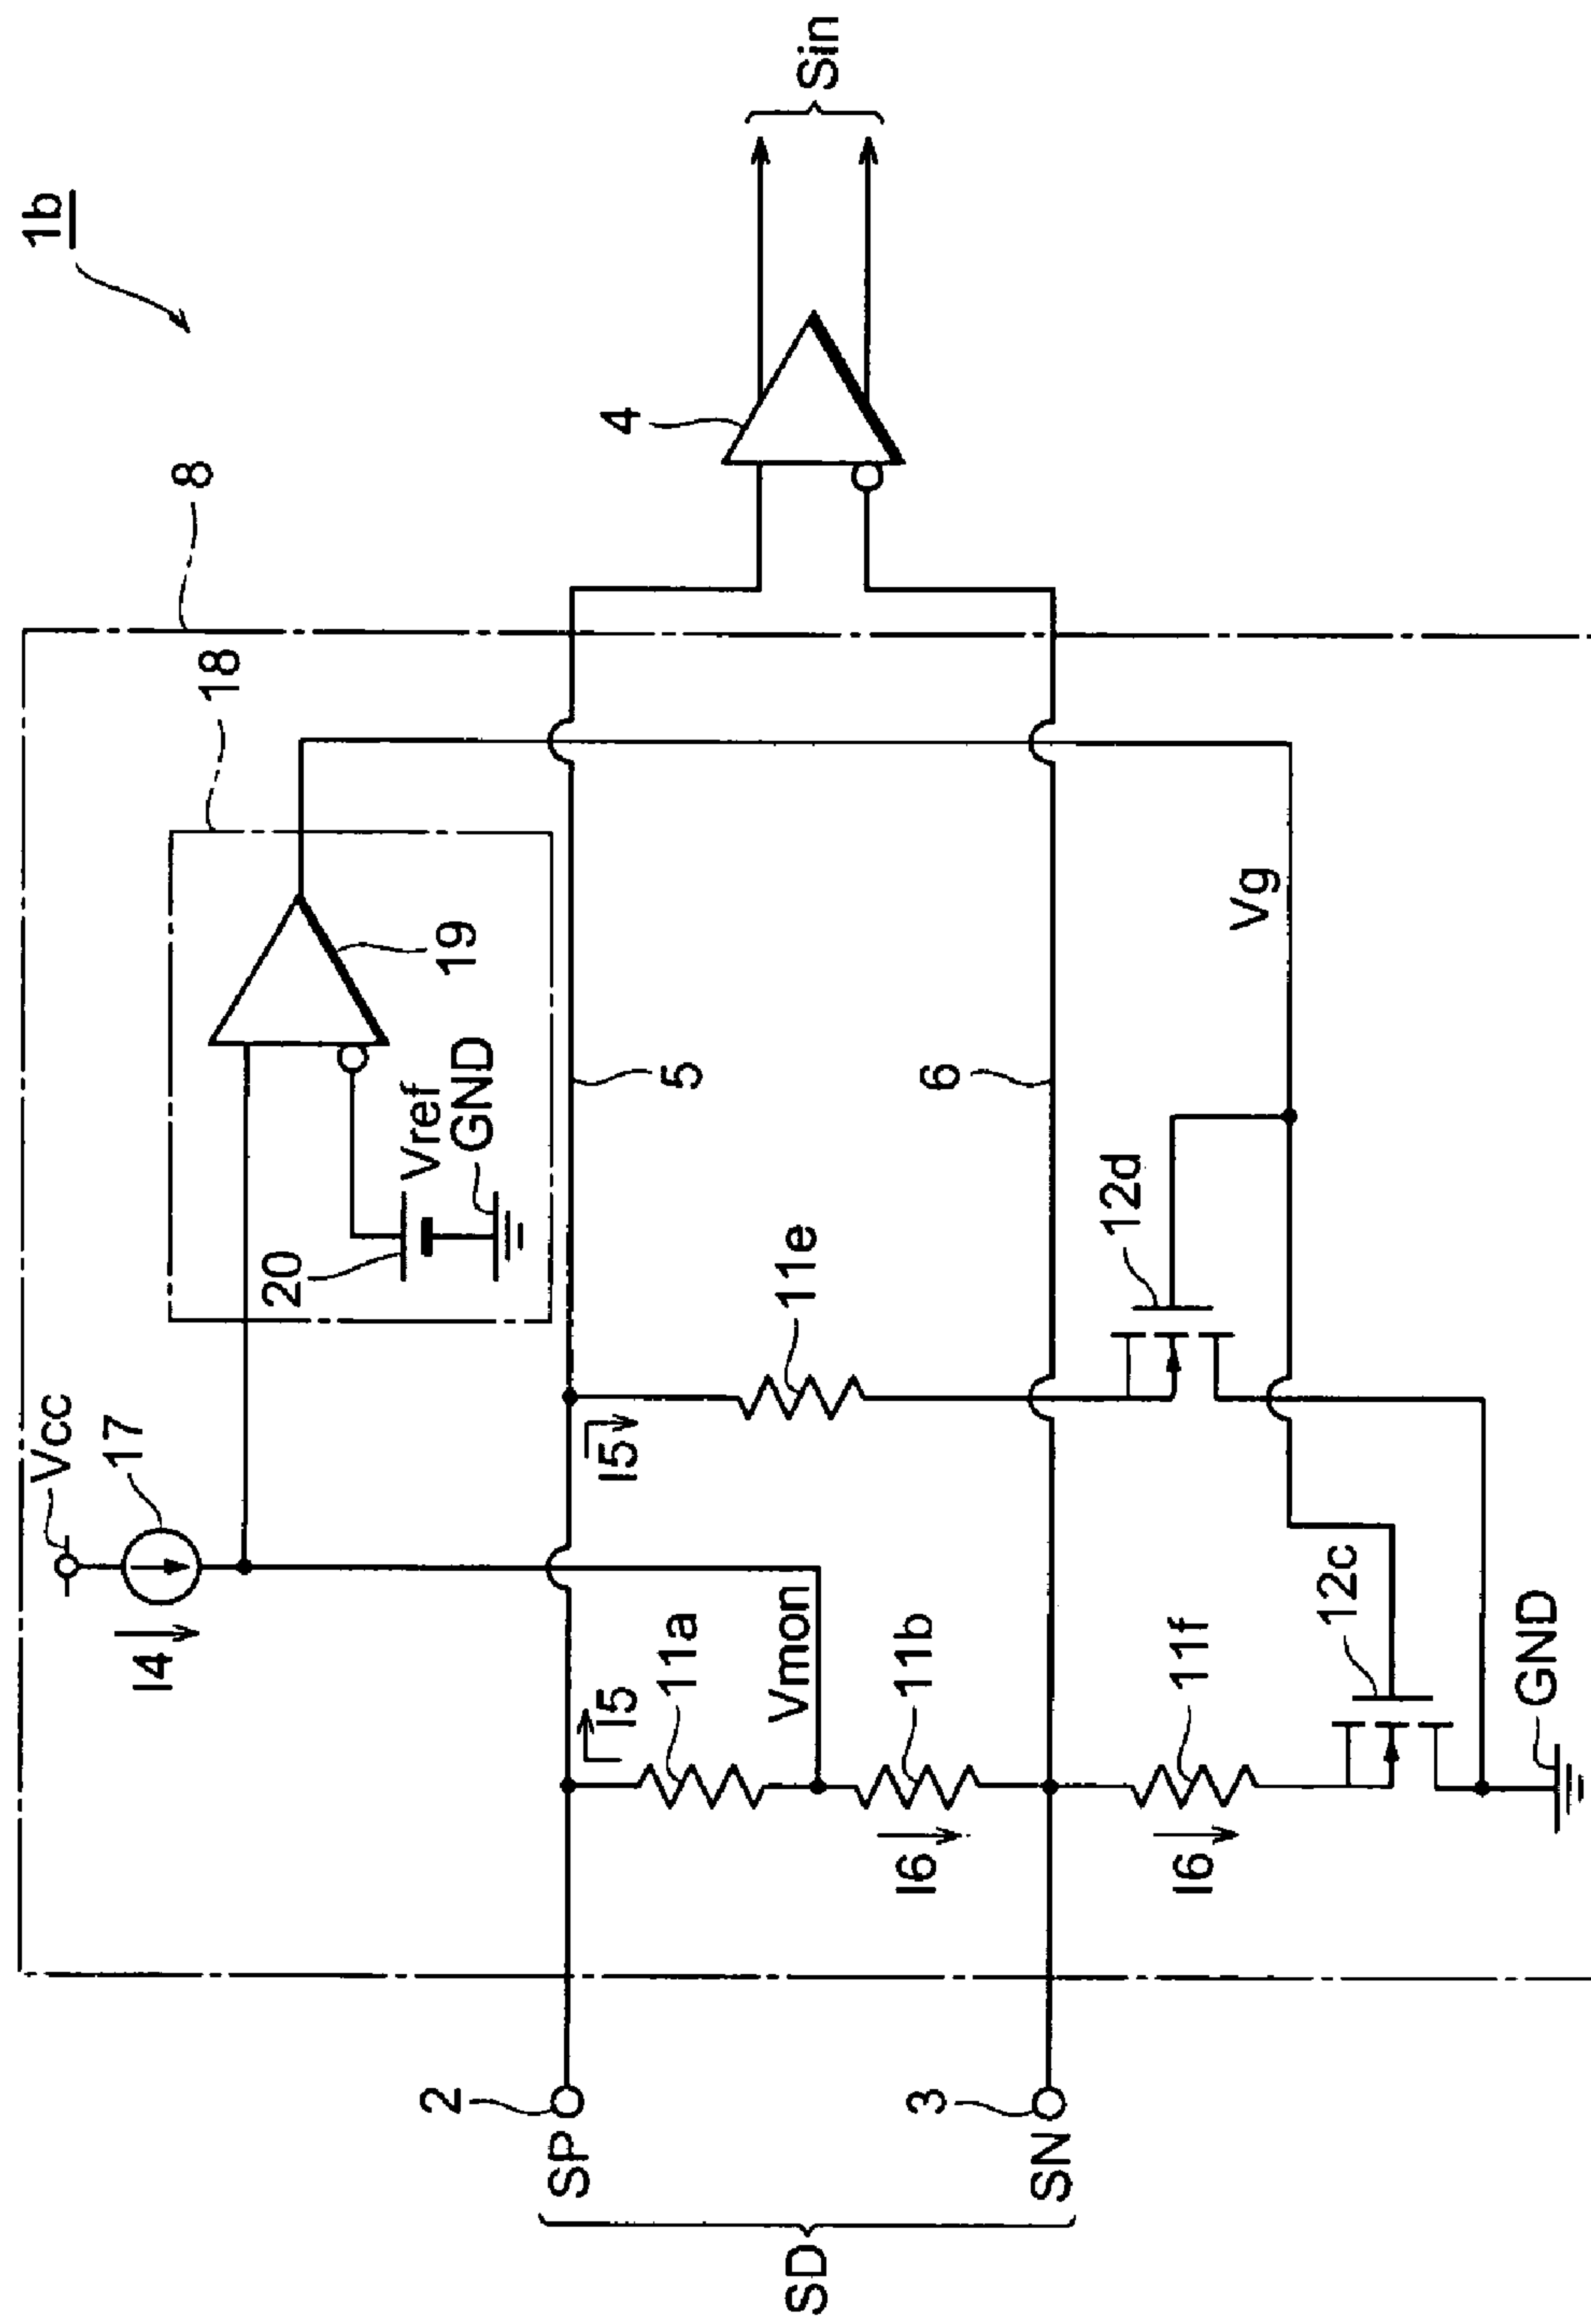 1b
8
18
Vcc
17
I4
19
20
Vref
GND
4
Sin
5
I5
I5
11a
11e
Vmon
11b
6
I6
2
SP
3
SN
SD
11f
I6
12d
12c
Vg
GND